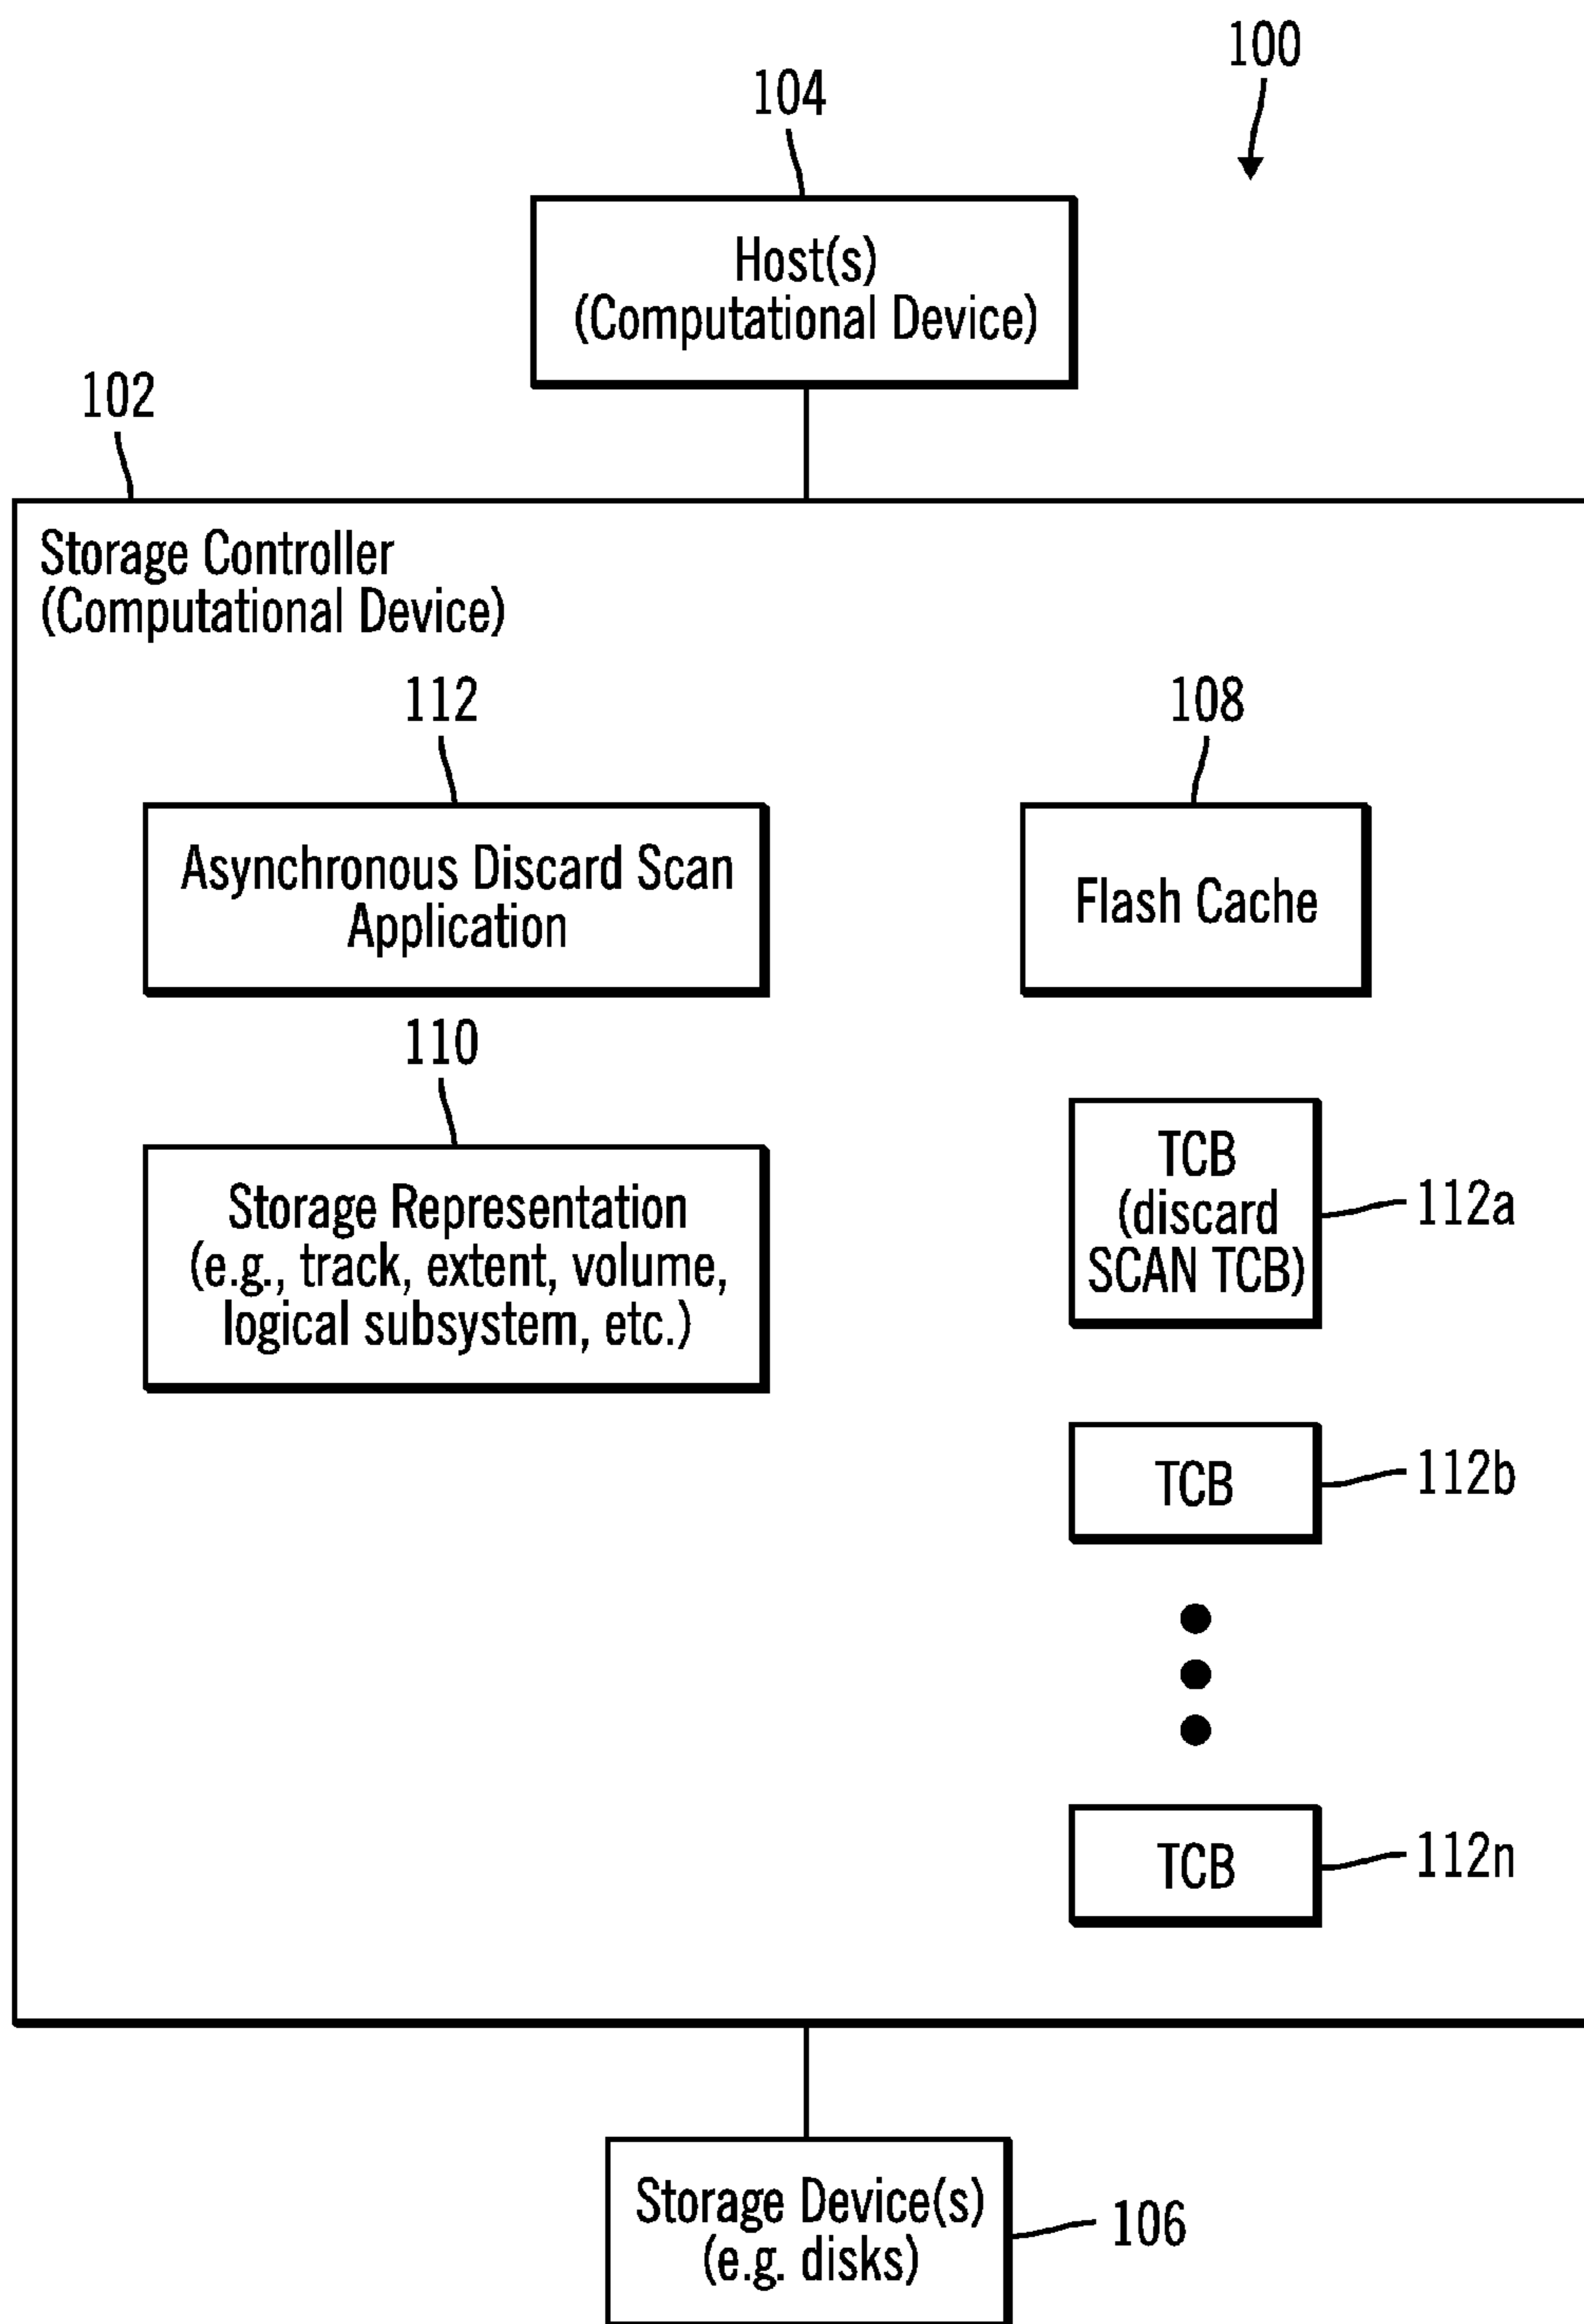 100
104
Host(s)
(Computational Device)
102
Storage Controller
(Computational Device)
112
108
Asynchronous Discard Scan
Application
Flash Cache
110
Storage Representation
(e.g., track, extent, volume,
logical subsystem, etc.)
TCB
(discard
SCAN TCB)
112a
TCB
112b
TCB
112n
Storage Device(s)
(e.g. disks)
106